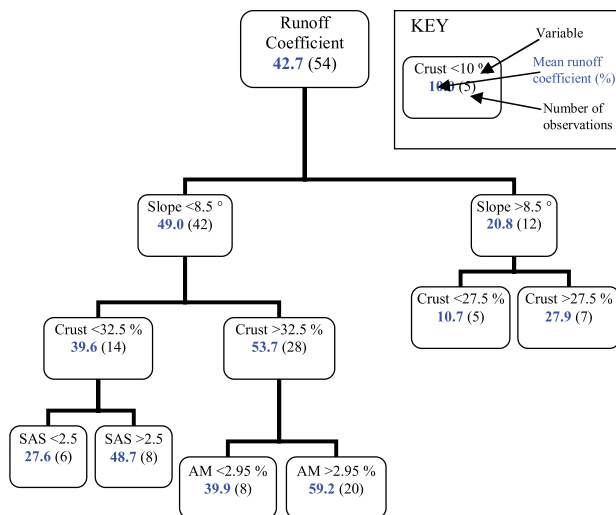 Runoff
Coefficient
42.7 (54)
KEY
Variable
Crust <10 %
Mean runoff
coefficient (%)
(5)
Number of
observations
Slope <8.5 °
49.0 (42)
Slope >8.5 °
20.8 (12)
Crust <27.5 %
10.7 (5)
Crust >27.5 %
27.9 (7)
Crust <32.5 %
39.6 (14)
Crust >32.5 %
53.7 (28)
SAS <2.5
27.6 (6)
SAS >2.5
48.7 (8)
AM <2.95 %
39.9 (8)
AM >2.95 %
59.2 (20)